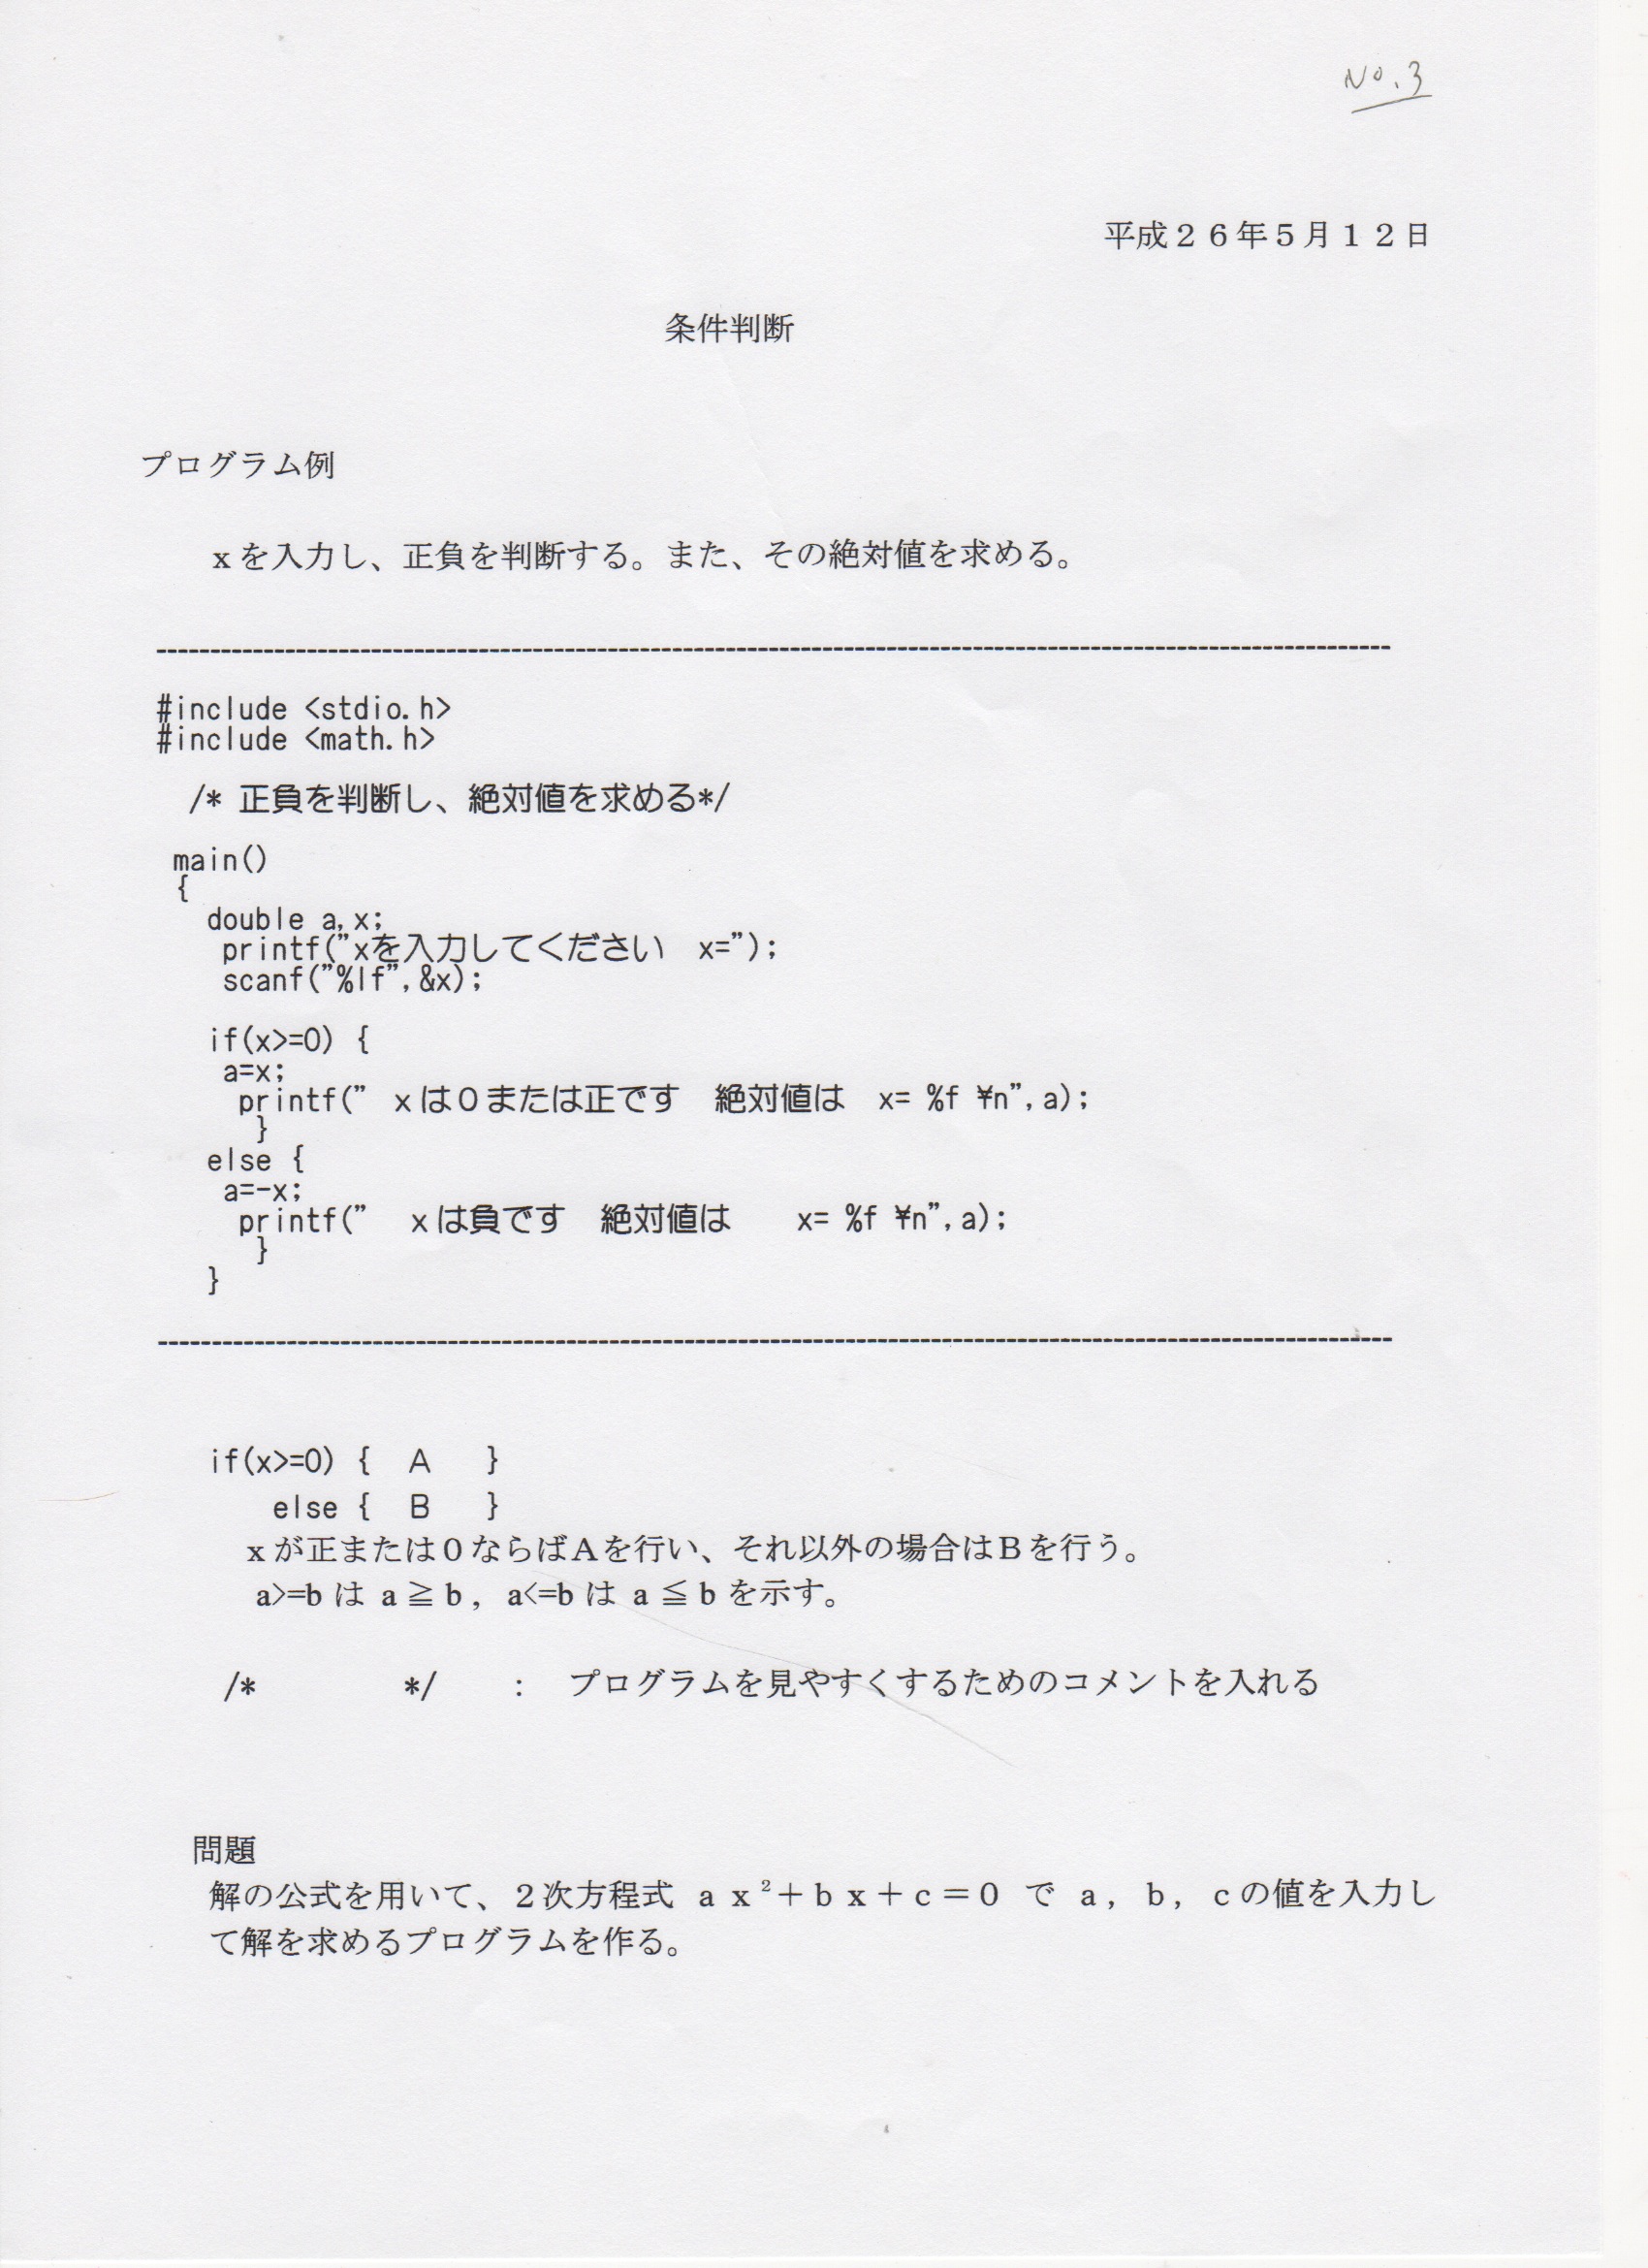 No.3
平成２６年５月１２日
条件判断
プログラム例
xを入力し、正負を判断する。また、その絶対値を求める。
#include <stdio.h>
#include <math.h>
/* 正負を判断し、絶対値を求める*/
main()
{
double a,x;
printf("xを入力してください　x=");
scanf("%lf",&x);
if(x>=0) {
a=x;
printf("　ｘは０または正です　絶対値は　x= %f ¥n",a);
}
else {
a=-x;
printf("　ｘは負です　絶対値は　　x= %f ¥n",a);
}
}
if(x>=0) {　A　}
else {　B　}
ｘが正または０ならばＡを行い、それ以外の場合はＢを行う。
a>=b は a ≧ b , a<=b は a ≦ b を示す。
/*　　　　*/　　：　プログラムを見やすくするためのコメントを入れる
問題
解の公式を用いて、２次方程式 ａｘ²＋ｂｘ＋ｃ＝０ で ａ，ｂ，ｃの値を入力し
て解を求めるプログラムを作る。